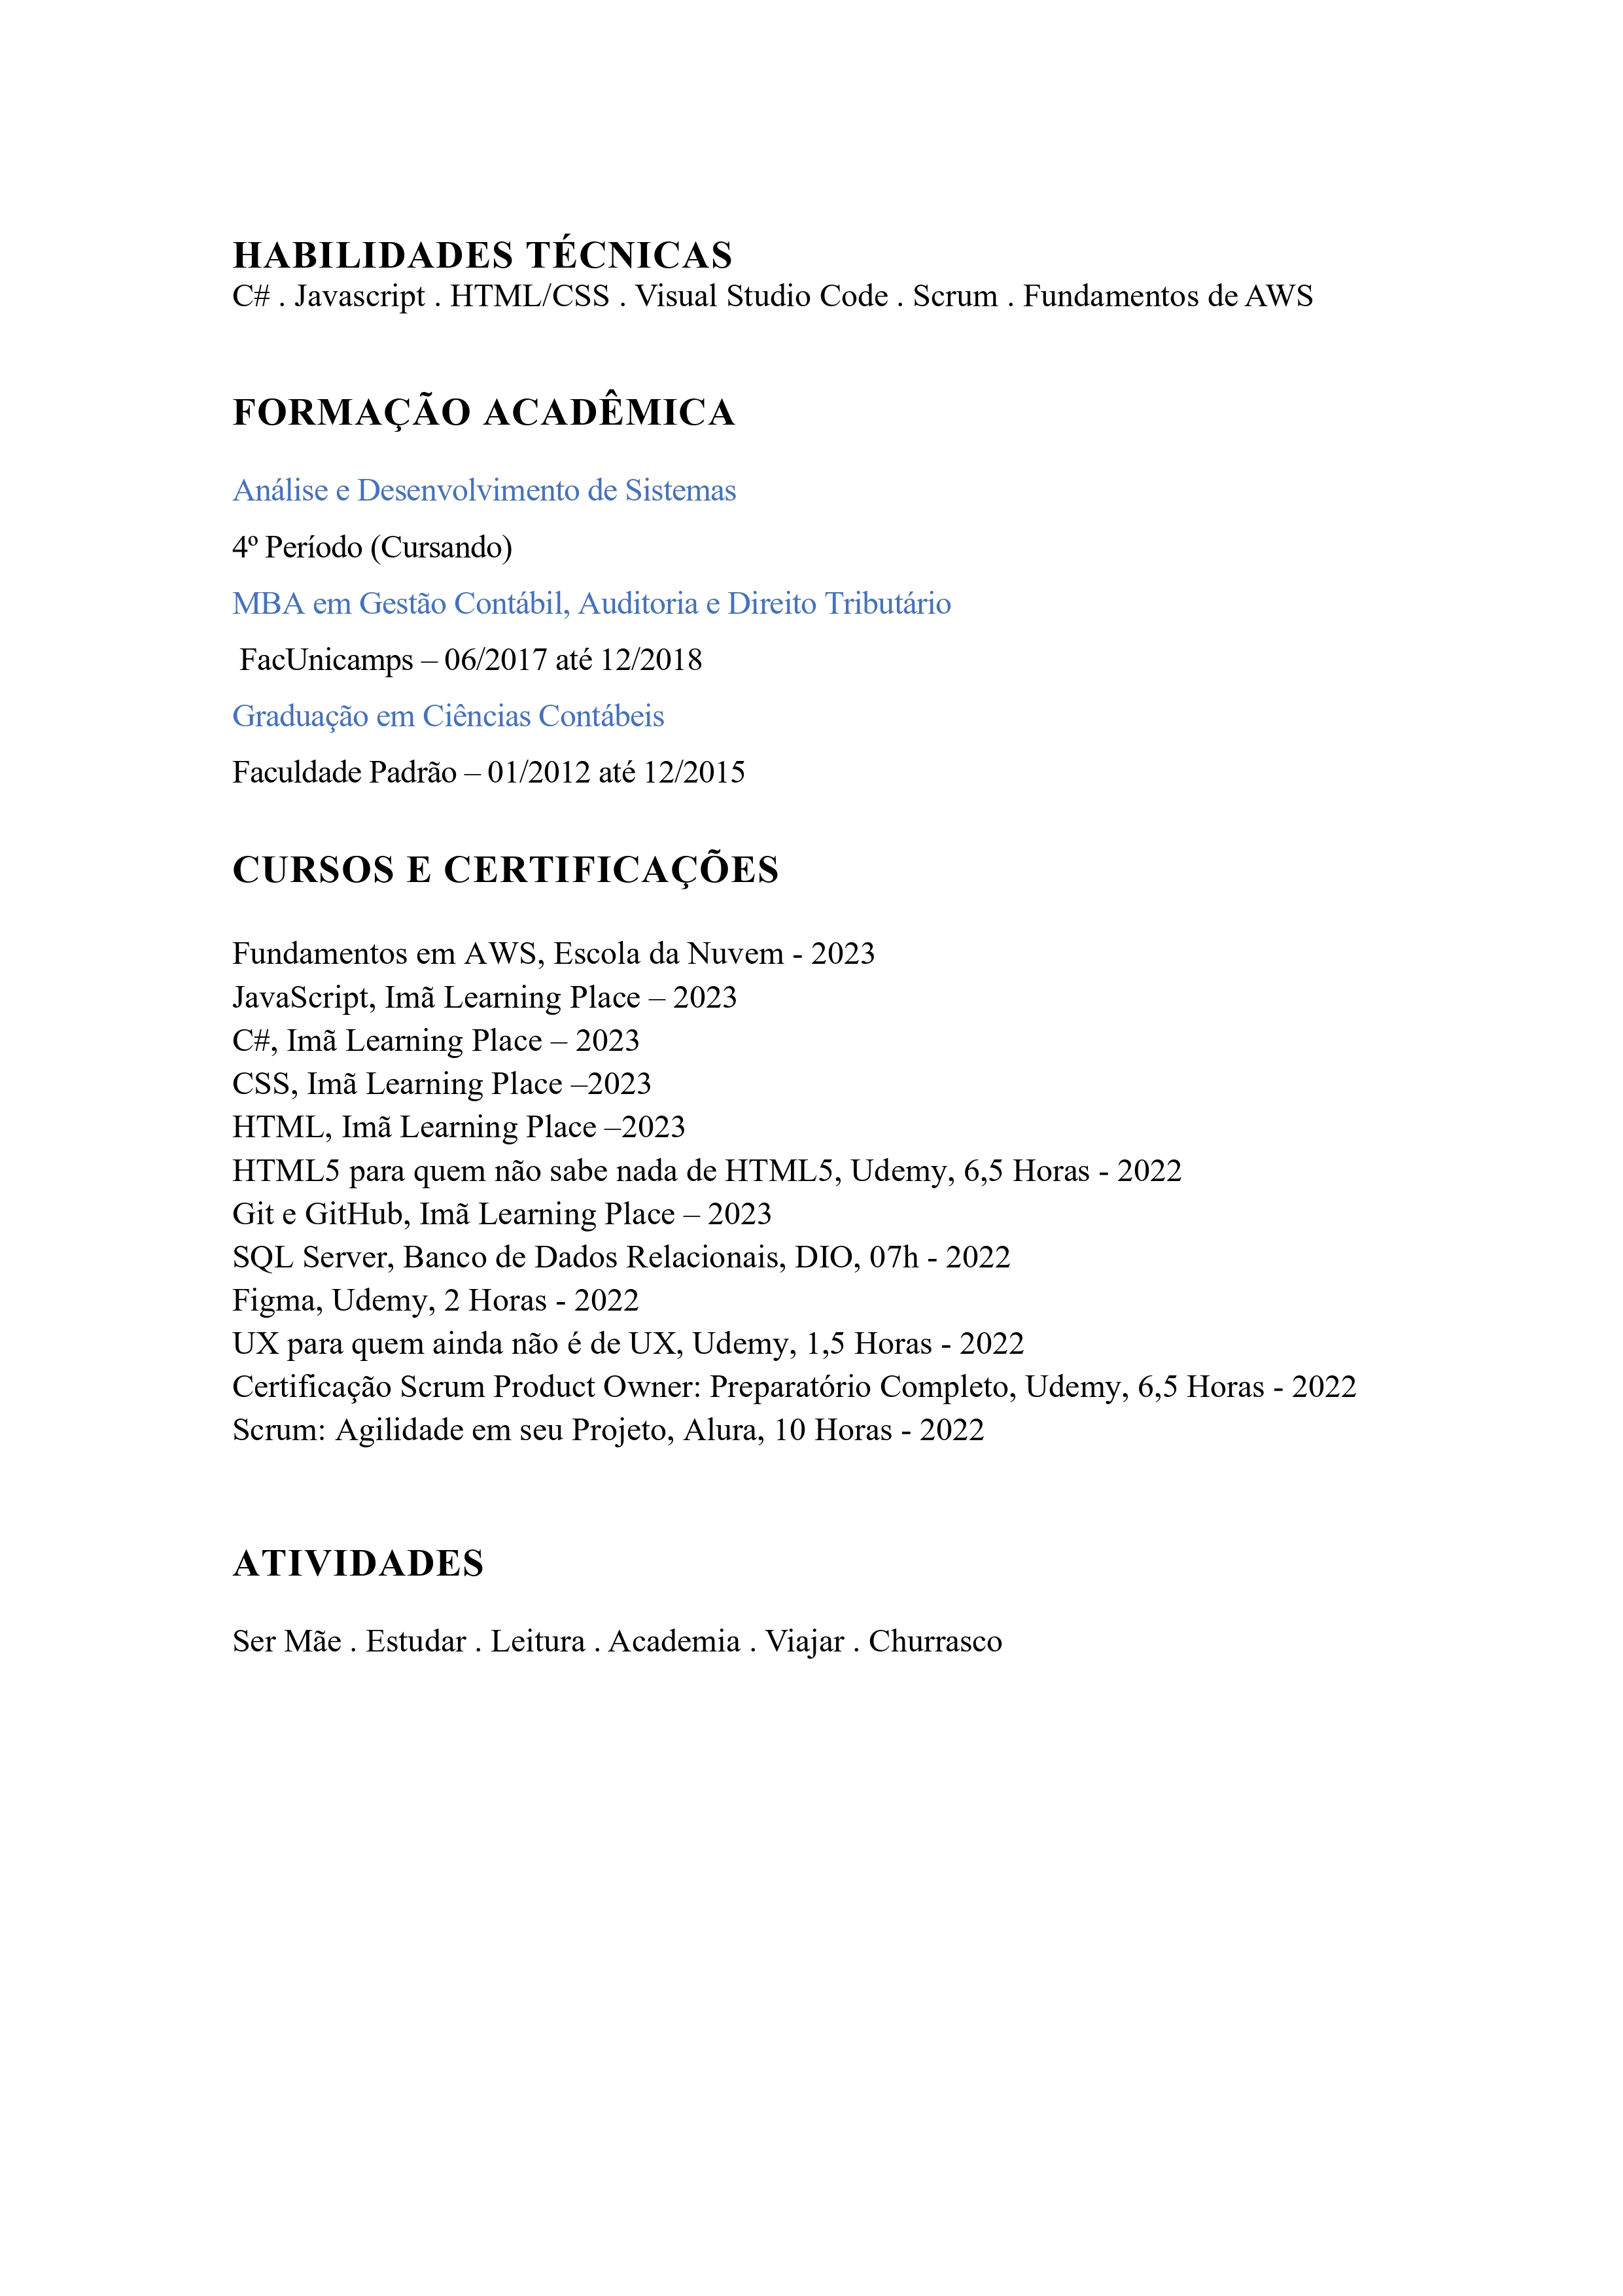 HABILIDADES TÉCNICAS
C# . Javascript . HTML/CSS . Visual Studio Code . Scrum . Fundamentos de AWS
FORMAÇÃO ACADÊMICA
Análise e Desenvolvimento de Sistemas
4º Período (Cursando)
MBA em Gestão Contábil, Auditoria e Direito Tributário
FacUnicamps – 06/2017 até 12/2018
Graduação em Ciências Contábeis
Faculdade Padrão – 01/2012 até 12/2015
CURSOS E CERTIFICAÇÕES
Fundamentos em AWS, Escola da Nuvem - 2023
JavaScript, Imã Learning Place – 2023
C#, Imã Learning Place – 2023
CSS, Imã Learning Place –2023
HTML, Imã Learning Place –2023
HTML5 para quem não sabe nada de HTML5, Udemy, 6,5 Horas - 2022
Git e GitHub, Imã Learning Place – 2023
SQL Server, Banco de Dados Relacionais, DIO, 07h - 2022
Figma, Udemy, 2 Horas - 2022
UX para quem ainda não é de UX, Udemy, 1,5 Horas - 2022
Certificação Scrum Product Owner: Preparatório Completo, Udemy, 6,5 Horas - 2022
Scrum: Agilidade em seu Projeto, Alura, 10 Horas - 2022
ATIVIDADES
Ser Mãe . Estudar . Leitura . Academia . Viajar . Churrasco